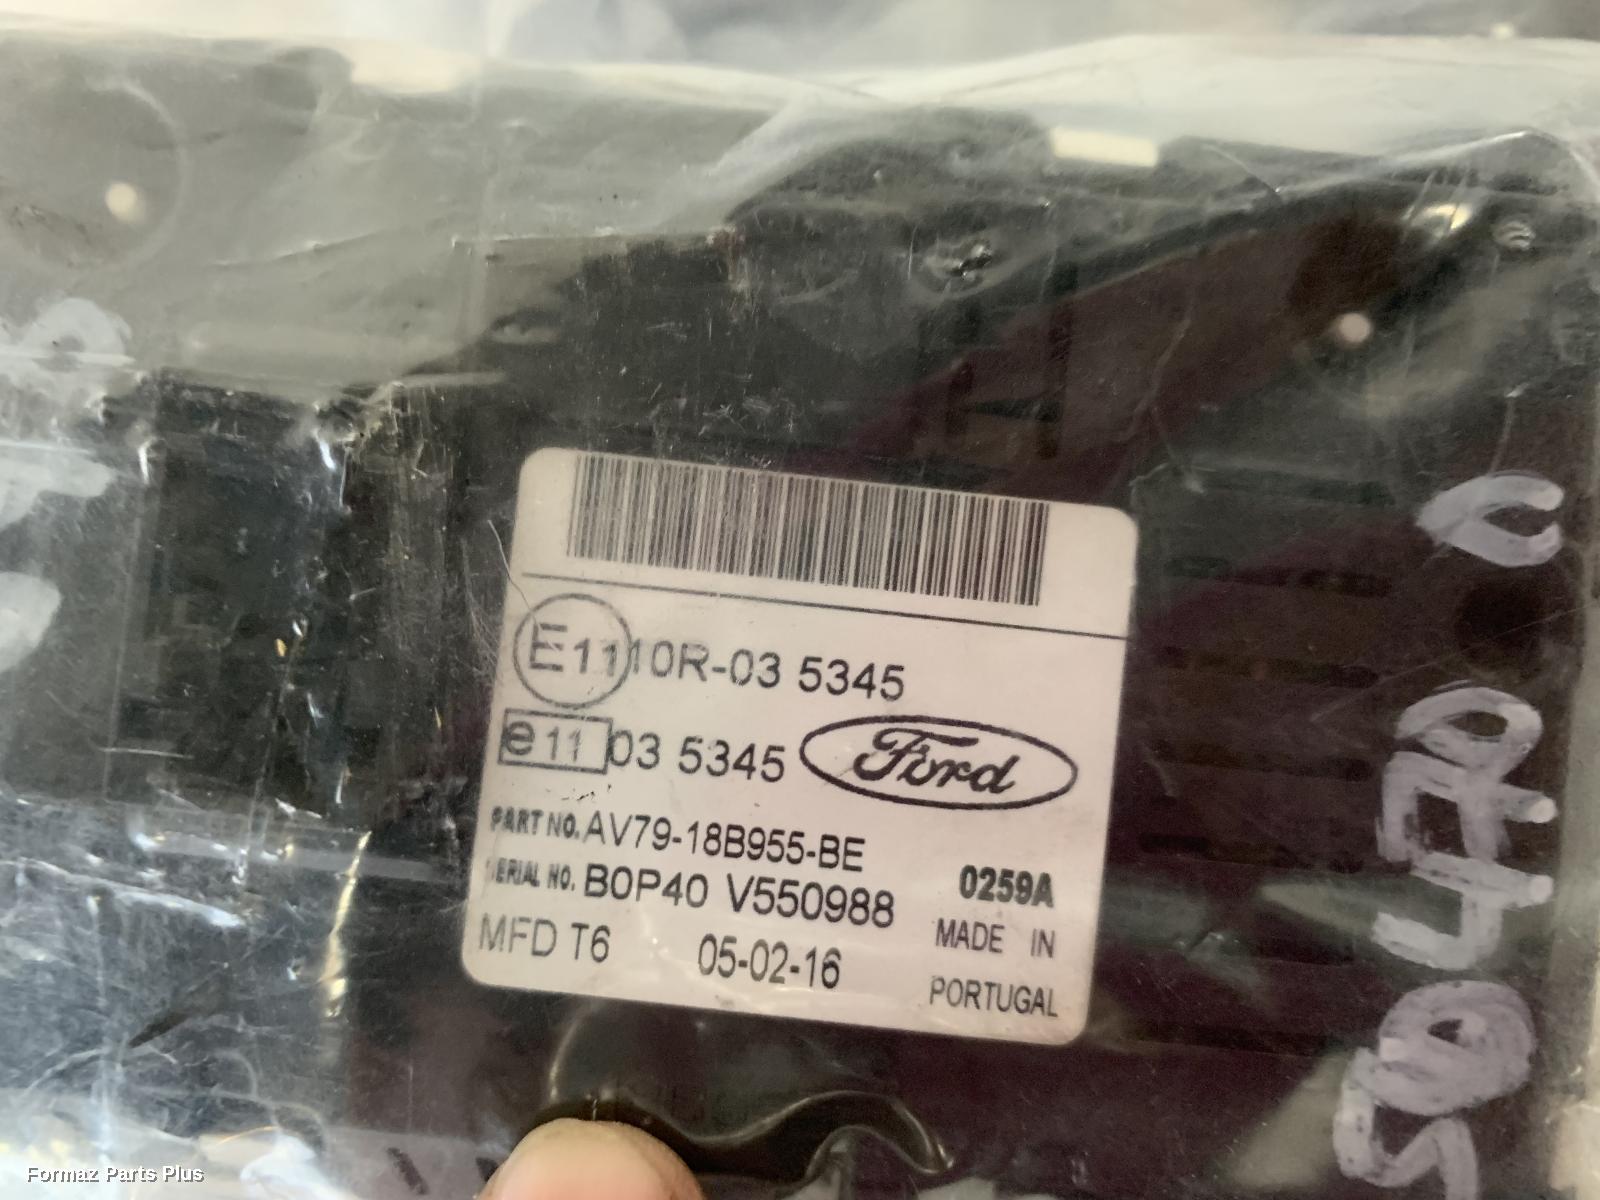 E11 10R-03 5345
e11 03 5345 Ford
PART NO. AV79-18B955-BE
SERIAL NO. B0P40 V550988 0259A
MFD T6 05-02-16 MADE IN
PORTUGAL
Formaz Parts Plus